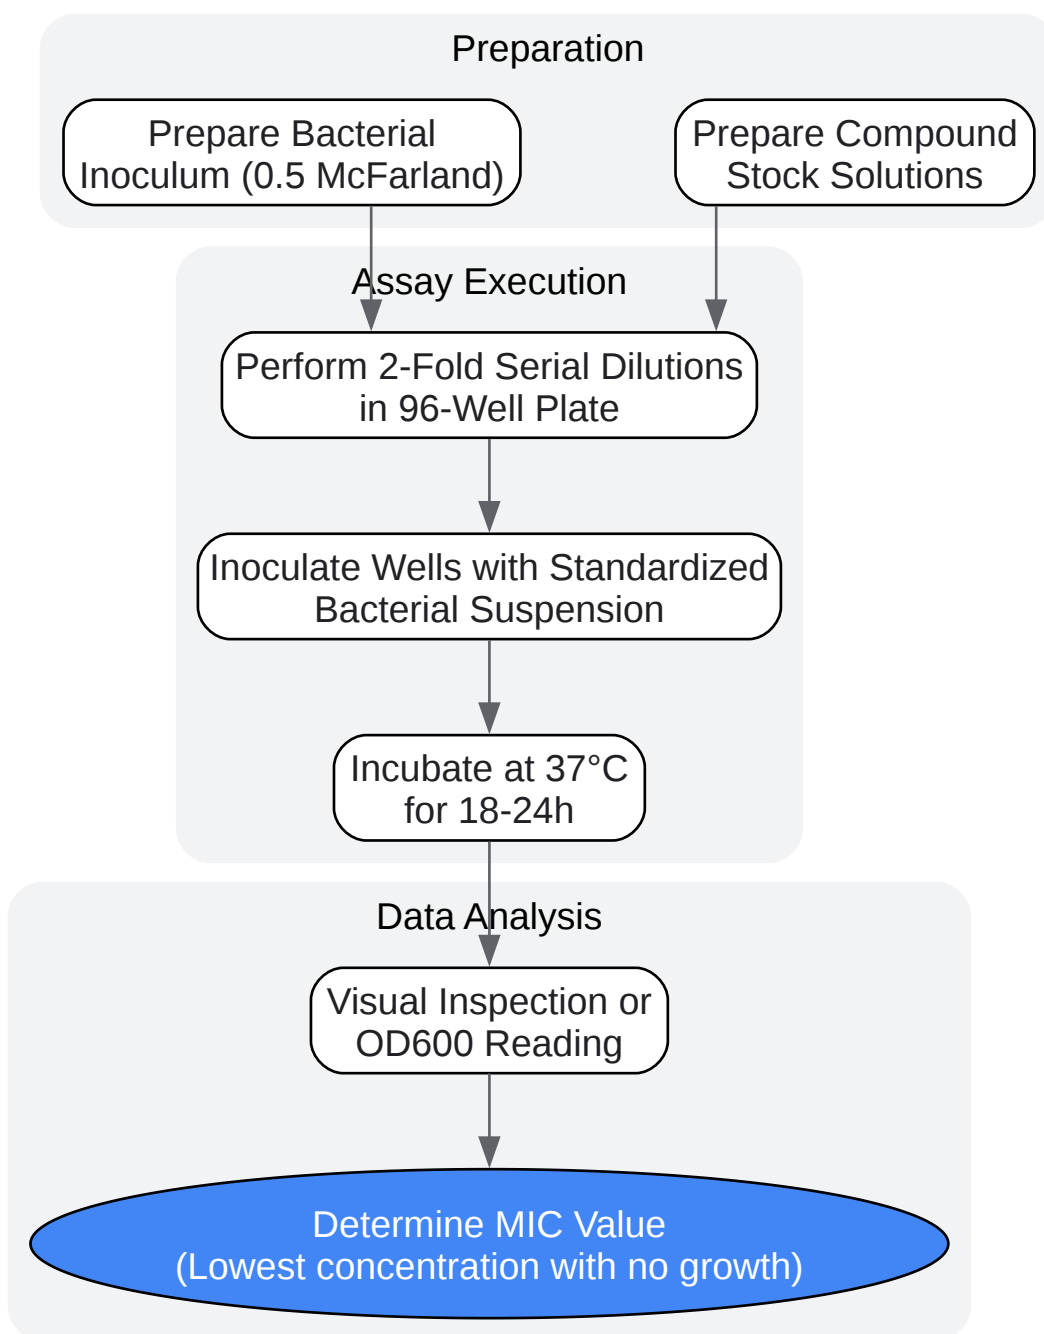 Preparation
Prepare Bacterial
Inoculum (0.5 McFarland)
Prepare Compound
Stock Solutions
Assay Execution
Perform 2-Fold Serial Dilutions
in 96-Well Plate
Inoculate Wells with Standardized
Bacterial Suspension
Incubate at 37°C
for 18-24h
Data Analysis
Visual Inspection or
OD600 Reading
Determine MIC Value
(Lowest concentration with no growth)